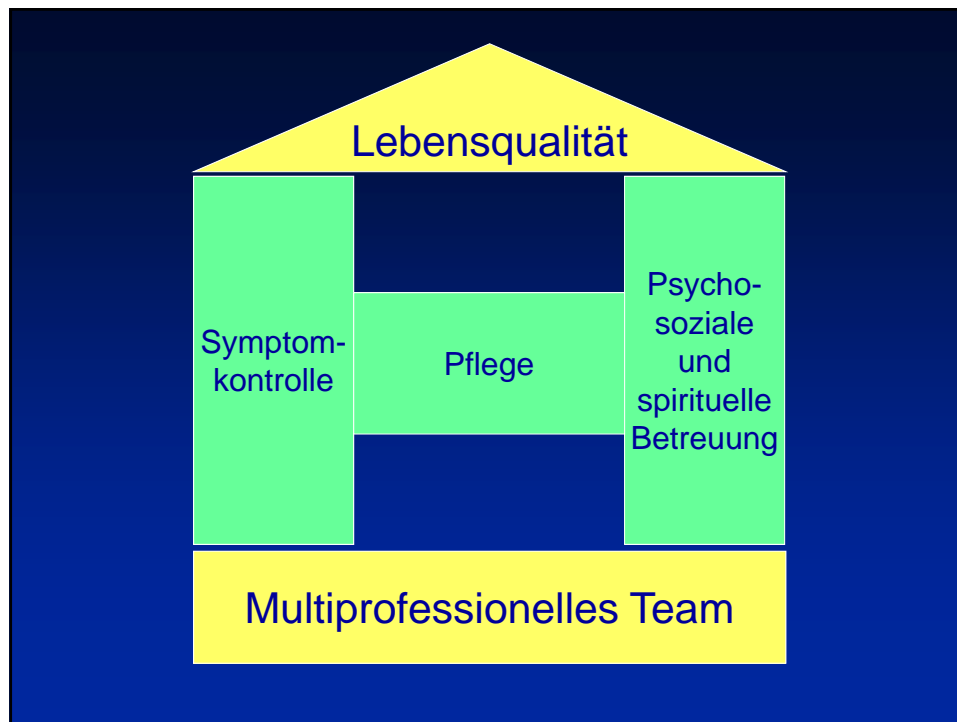 Lebensqualität
Symptom-
kontrolle
Pflege
Psycho-
soziale
und
spirituelle
Betreuung
Multiprofessionelles Team